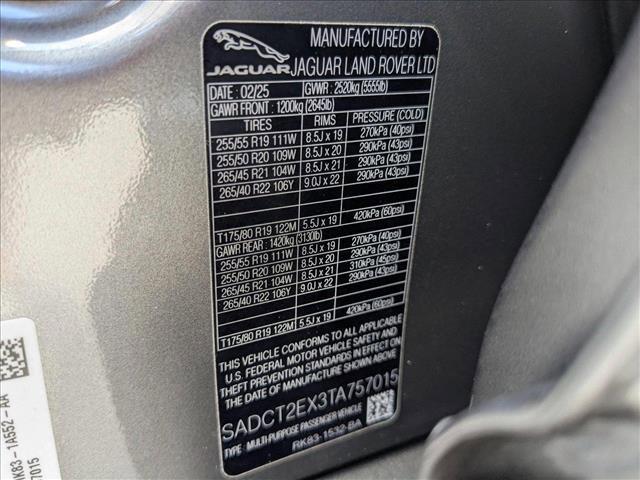 MANUFACTURED BY
JAGUAR JAGUAR LAND ROVER LTD
DATE: 02/25 GVWR: 2520kg (5555lb)
GAWR FRONT: 1200kg (2645lb)
TIRES RIMS PRESSURE (COLD)
255/55 R19 111W 8.5J x 19 270kPa (40psi)
255/50 R20 109W 8.5J x 20 290kPa (43psi)
265/45 R21 104W 8.5J x 21 290kPa (43psi)
265/40 R22 106Y 9.0J x 22 290kPa (43psi)
T175/80 R19 122M 5.5J x 19 420kPa (60psi)
GAWR REAR: 1420kg (3130lb)
255/55 R19 111W 8.5J x 19 270kPa (40psi)
255/50 R20 109W 8.5J x 20 290kPa (43psi)
265/45 R21 104W 8.5J x 21 310kPa (45psi)
265/40 R22 106Y 9.0J x 22 290kPa (43psi)
T175/80 R19 122M 5.5J x 19 420kPa (60psi)
THIS VEHICLE CONFORMS TO ALL APPLICABLE
U.S. FEDERAL MOTOR VEHICLE SAFETY, BUMPER AND
THEFT PREVENTION STANDARDS IN EFFECT ON
THE DATE OF MANUFACTURE SHOWN ABOVE.
SADCT2EX3TA757015
TYPE: MULTI-PURPOSE PASSENGER VEHICLE
RK83-1532-BA
K83-1A552-AA
7015